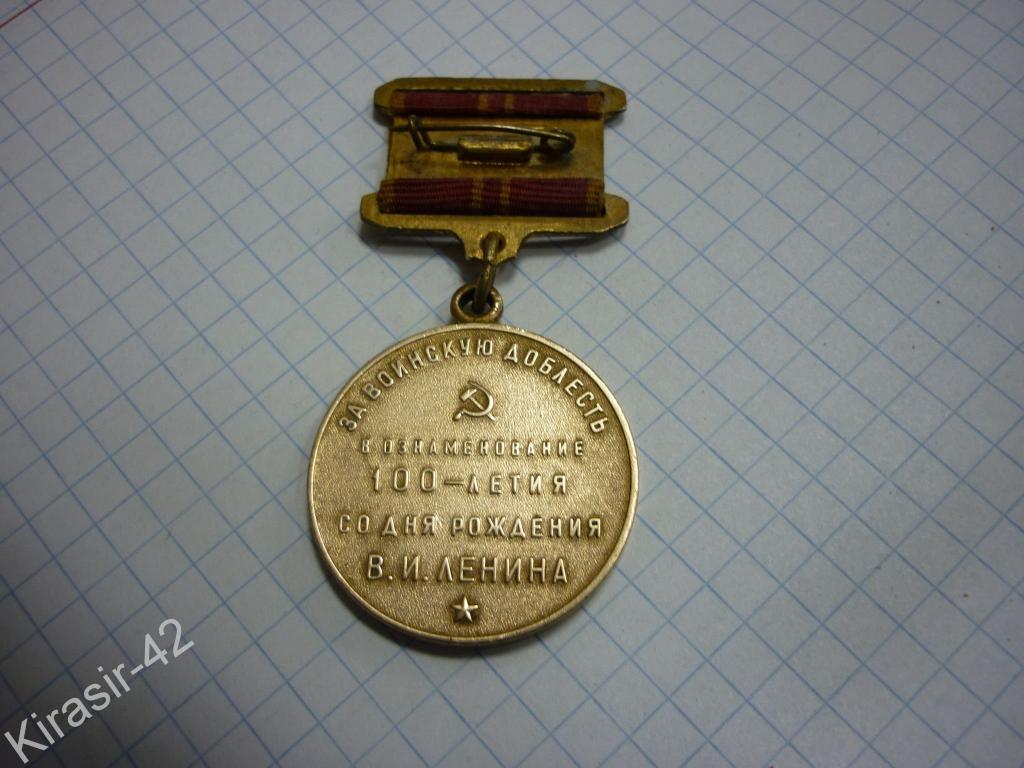 ЗА ВОИНСКУЮ ДОБЛЕСТЬ
В ОЗНАМЕНОВАНИЕ
100-ЛЕТИЯ
СО ДНЯ РОЖДЕНИЯ
В.И.ЛЕНИНА
Kirasir-42